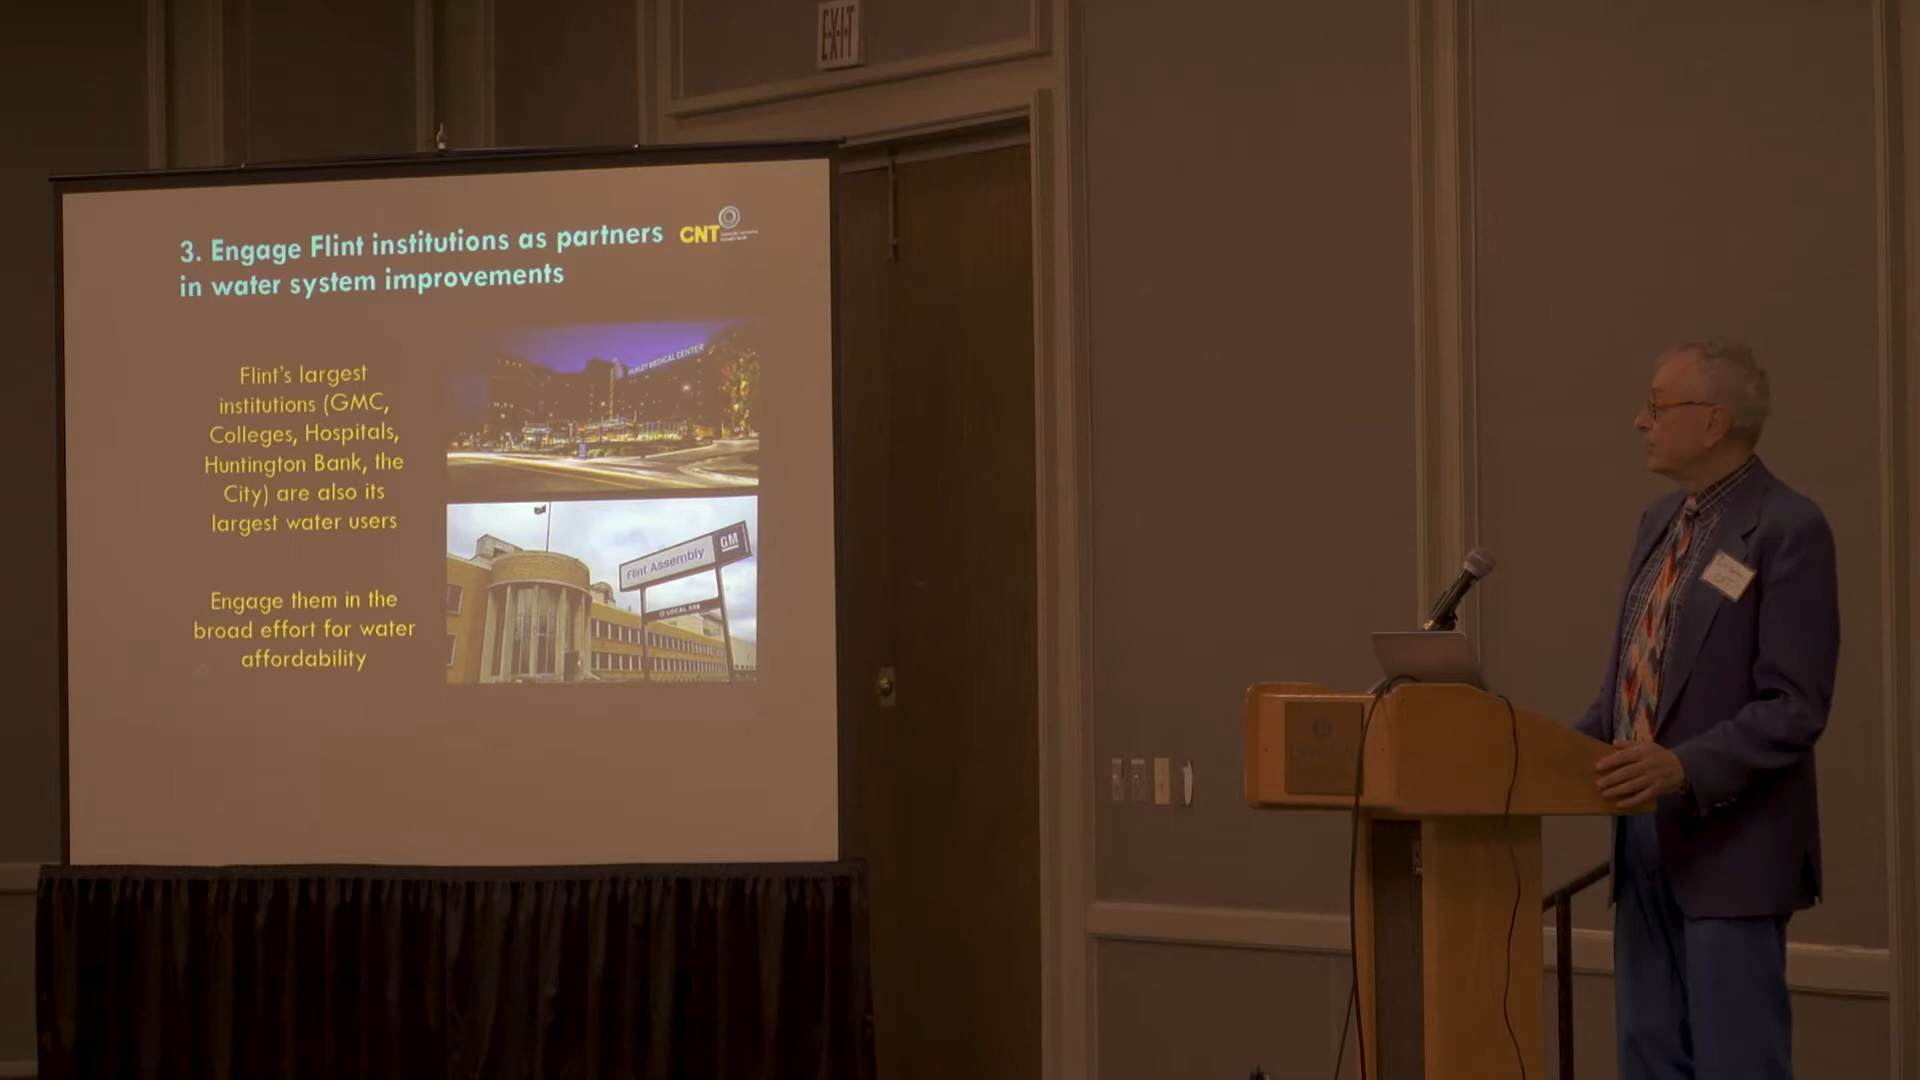 EXIT
3. Engage Flint institutions as partners
in water system improvements
CNT
Flint's largest
institutions (GMC,
Colleges, Hospitals,
Huntington Bank, the
City) are also its
largest water users
Engage them in the
broad effort for water
affordability
HURLEY MEDICAL CENTER
Flint Assembly GM